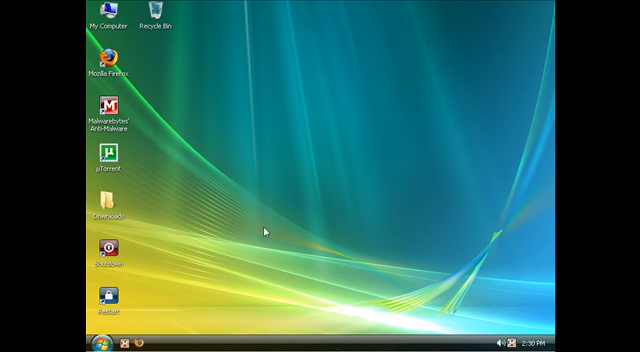 My Computer
Recycle Bin
Mozilla Firefox
Malwarebytes'
Anti-Malware
µTorrent
Downloads
Shutdown
Restart
2:30 PM